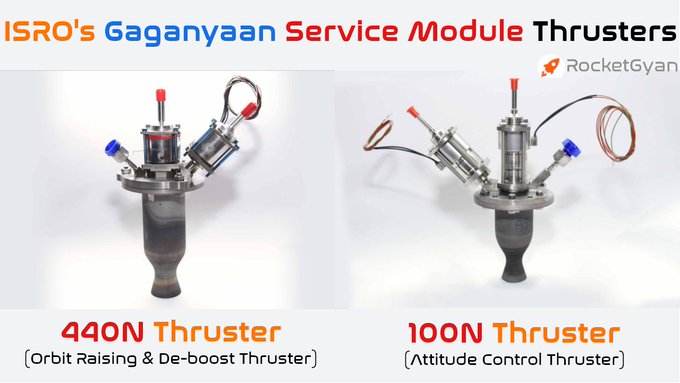 ISRO's Gaganyaan Service Module Thrusters
RocketGyan
440N Thruster
(Orbit Raising & De-boost Thruster)
100N Thruster
(Attitude Control Thruster)